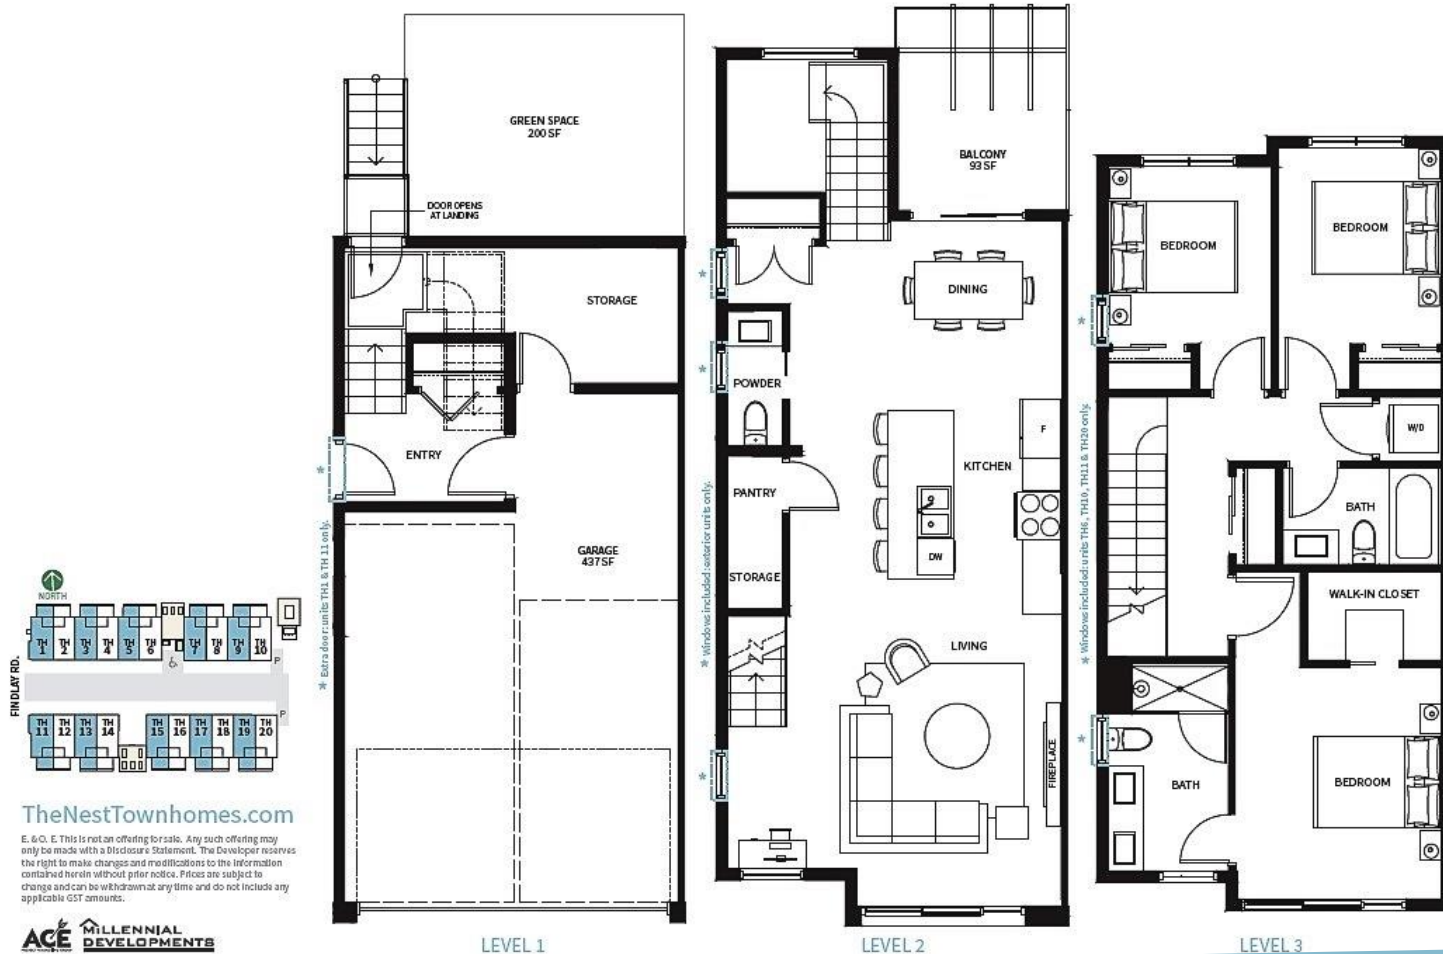 GREEN SPACE
200 SF
DOOR OPENS
AT LANDING
STORAGE
ENTRY
GARAGE
437 SF
* Extra door: units TH1 & TH 11 only.
*
LEVEL 1
BALCONY
93 SF
DINING
POWDER
KITCHEN
F
PANTRY
DW
STORAGE
LIVING
FIREPLACE
*
*
* Windows included: exterior units only.
*
LEVEL 2
BEDROOM
BEDROOM
W/D
BATH
WALK-IN CLOSET
BATH
BEDROOM
*
* Windows included: units TH6, TH10, TH11 & TH20 only.
*
LEVEL 3
NORTH
FINDLAY RD.
TH 1
TH 2
TH 3
TH 4
TH 5
TH 6
TH 7
TH 8
TH 9
TH 10
P
P
TH 11
TH 12
TH 13
TH 14
TH 15
TH 16
TH 17
TH 18
TH 19
TH 20
TheNestTownhomes.com
E. & O. E. This is not an offering for sale. Any such offering may
only be made with a Disclosure Statement. The Developer reserves
the right to make changes and modifications to the information
contained herein without prior notice. Prices are subject to
change and can be withdrawn at any time and do not include any
applicable GST amounts.
ACE
MILLENNIAL
DEVELOPMENTS